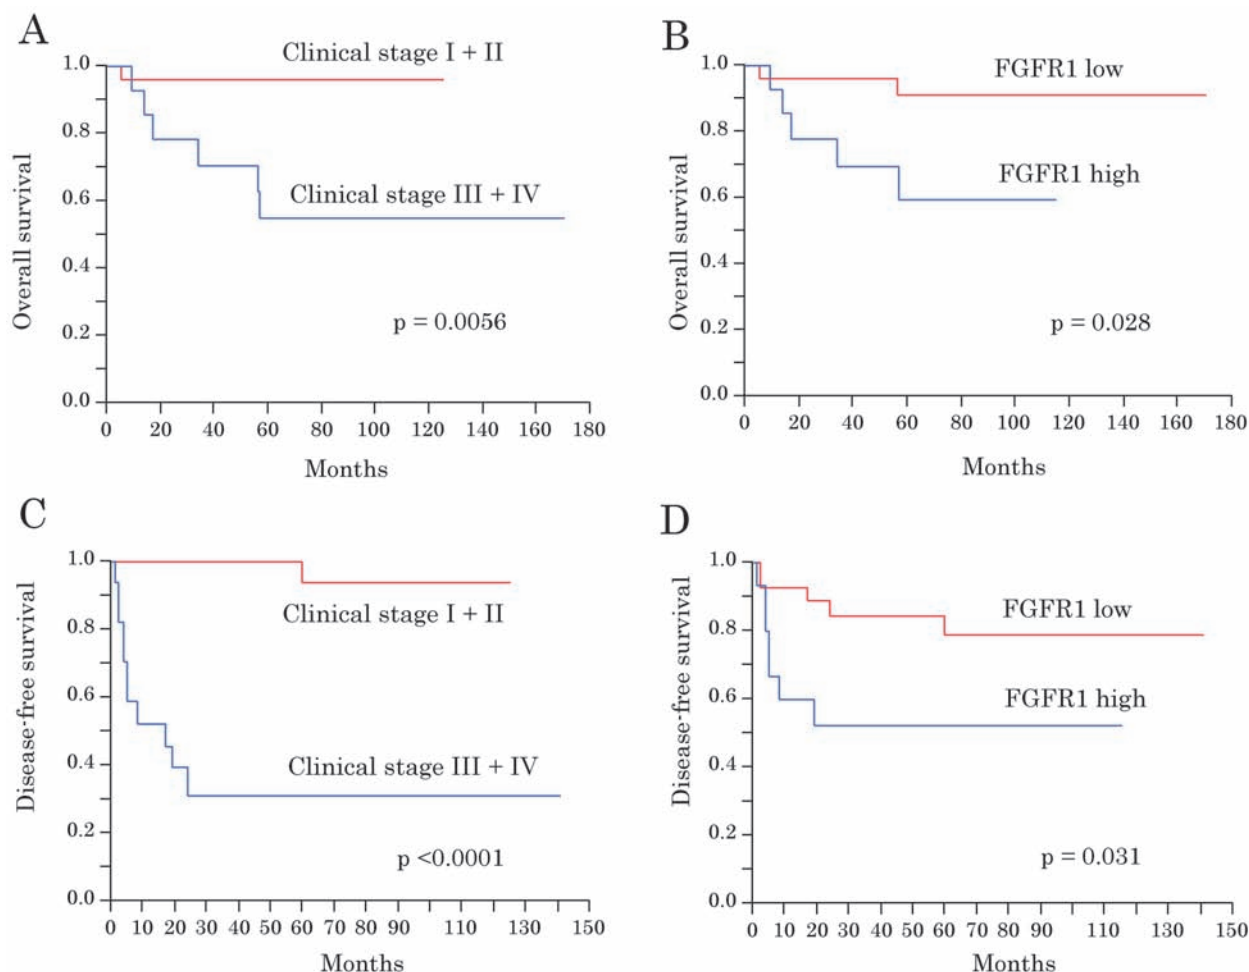 A
Clinical stage I + II
1.0
0.8
0.6
0.4
0.2
0.0
Overall survival
Clinical stage III + IV
p = 0.0056
0 20 40 60 80 100 120 140 160 180
Months
B
FGFR1 low
1.0
0.8
0.6
0.4
0.2
0.0
Overall survival
FGFR1 high
p = 0.028
0 20 40 60 80 100 120 140 160 180
Months
C
1.0
0.8
0.6
0.4
0.2
0.0
Disease-free survival
Clinical stage I + II
Clinical stage III + IV
p <0.0001
0 10 20 30 40 50 60 70 80 90 110 130 150
Months
D
1.0
0.8
0.6
0.4
0.2
0.0
Disease-free survival
FGFR1 low
FGFR1 high
p = 0.031
0 10 20 30 40 50 60 70 80 90 110 130 150
Months